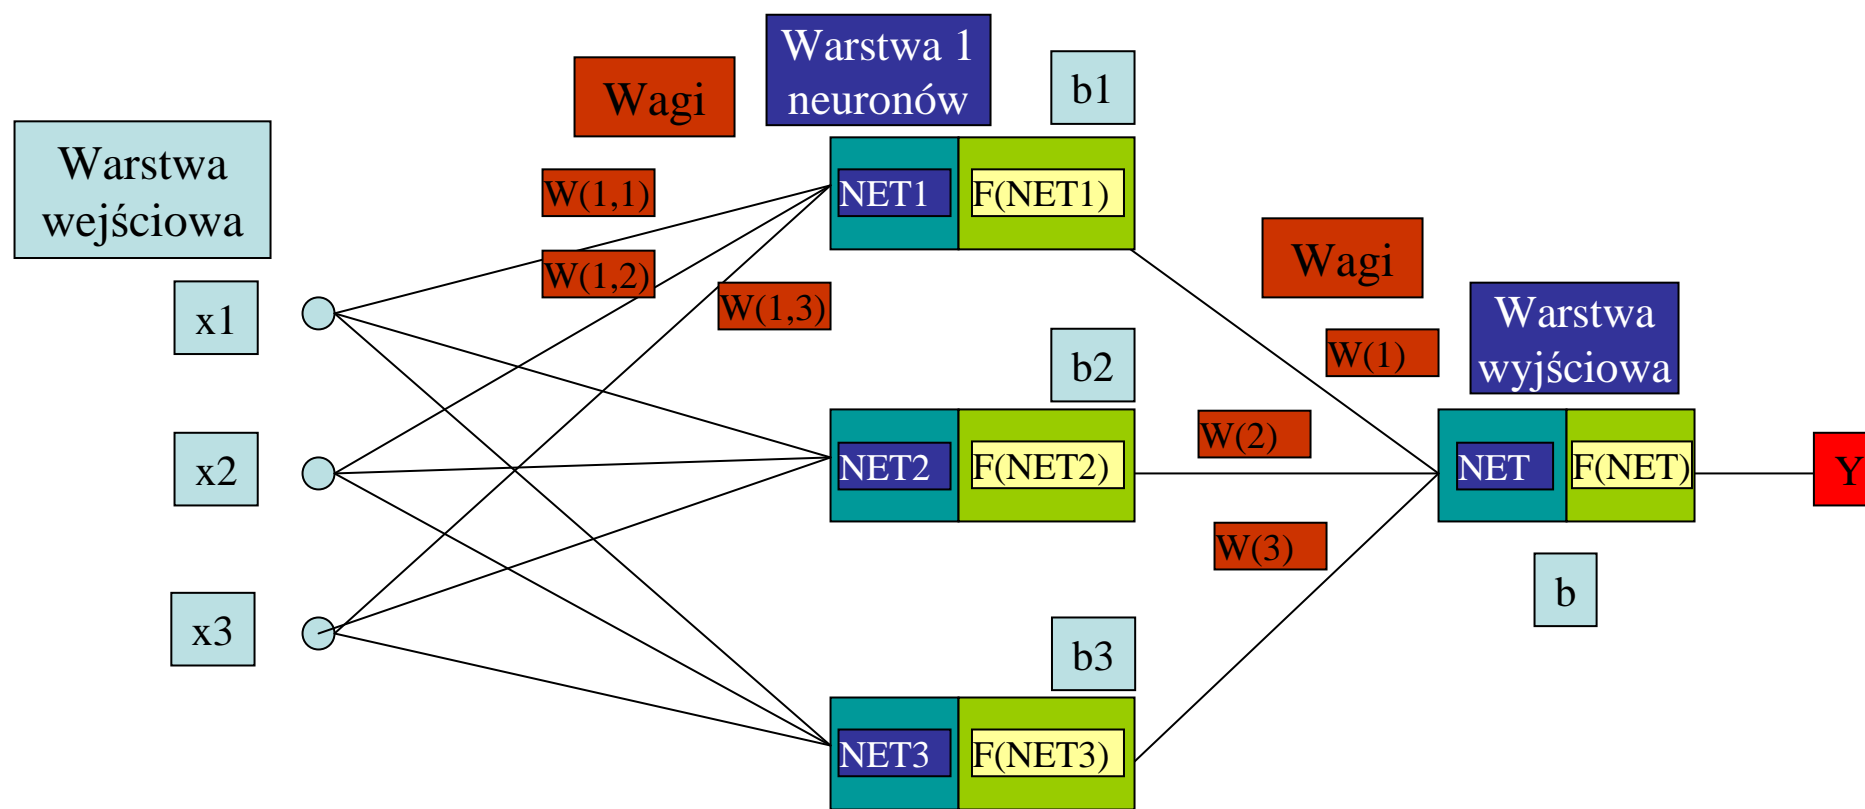 Warstwa 1
neuronów
b1
Wagi
Warstwa
wejściowa
W(1,1)
NET1
F(NET1)
W(1,2)
Wagi
x1
W(1,3)
Warstwa
wyjściowa
b2
W(1)
x2
NET2
F(NET2)
W(2)
NET
F(NET)
Y
W(3)
b
x3
b3
NET3
F(NET3)